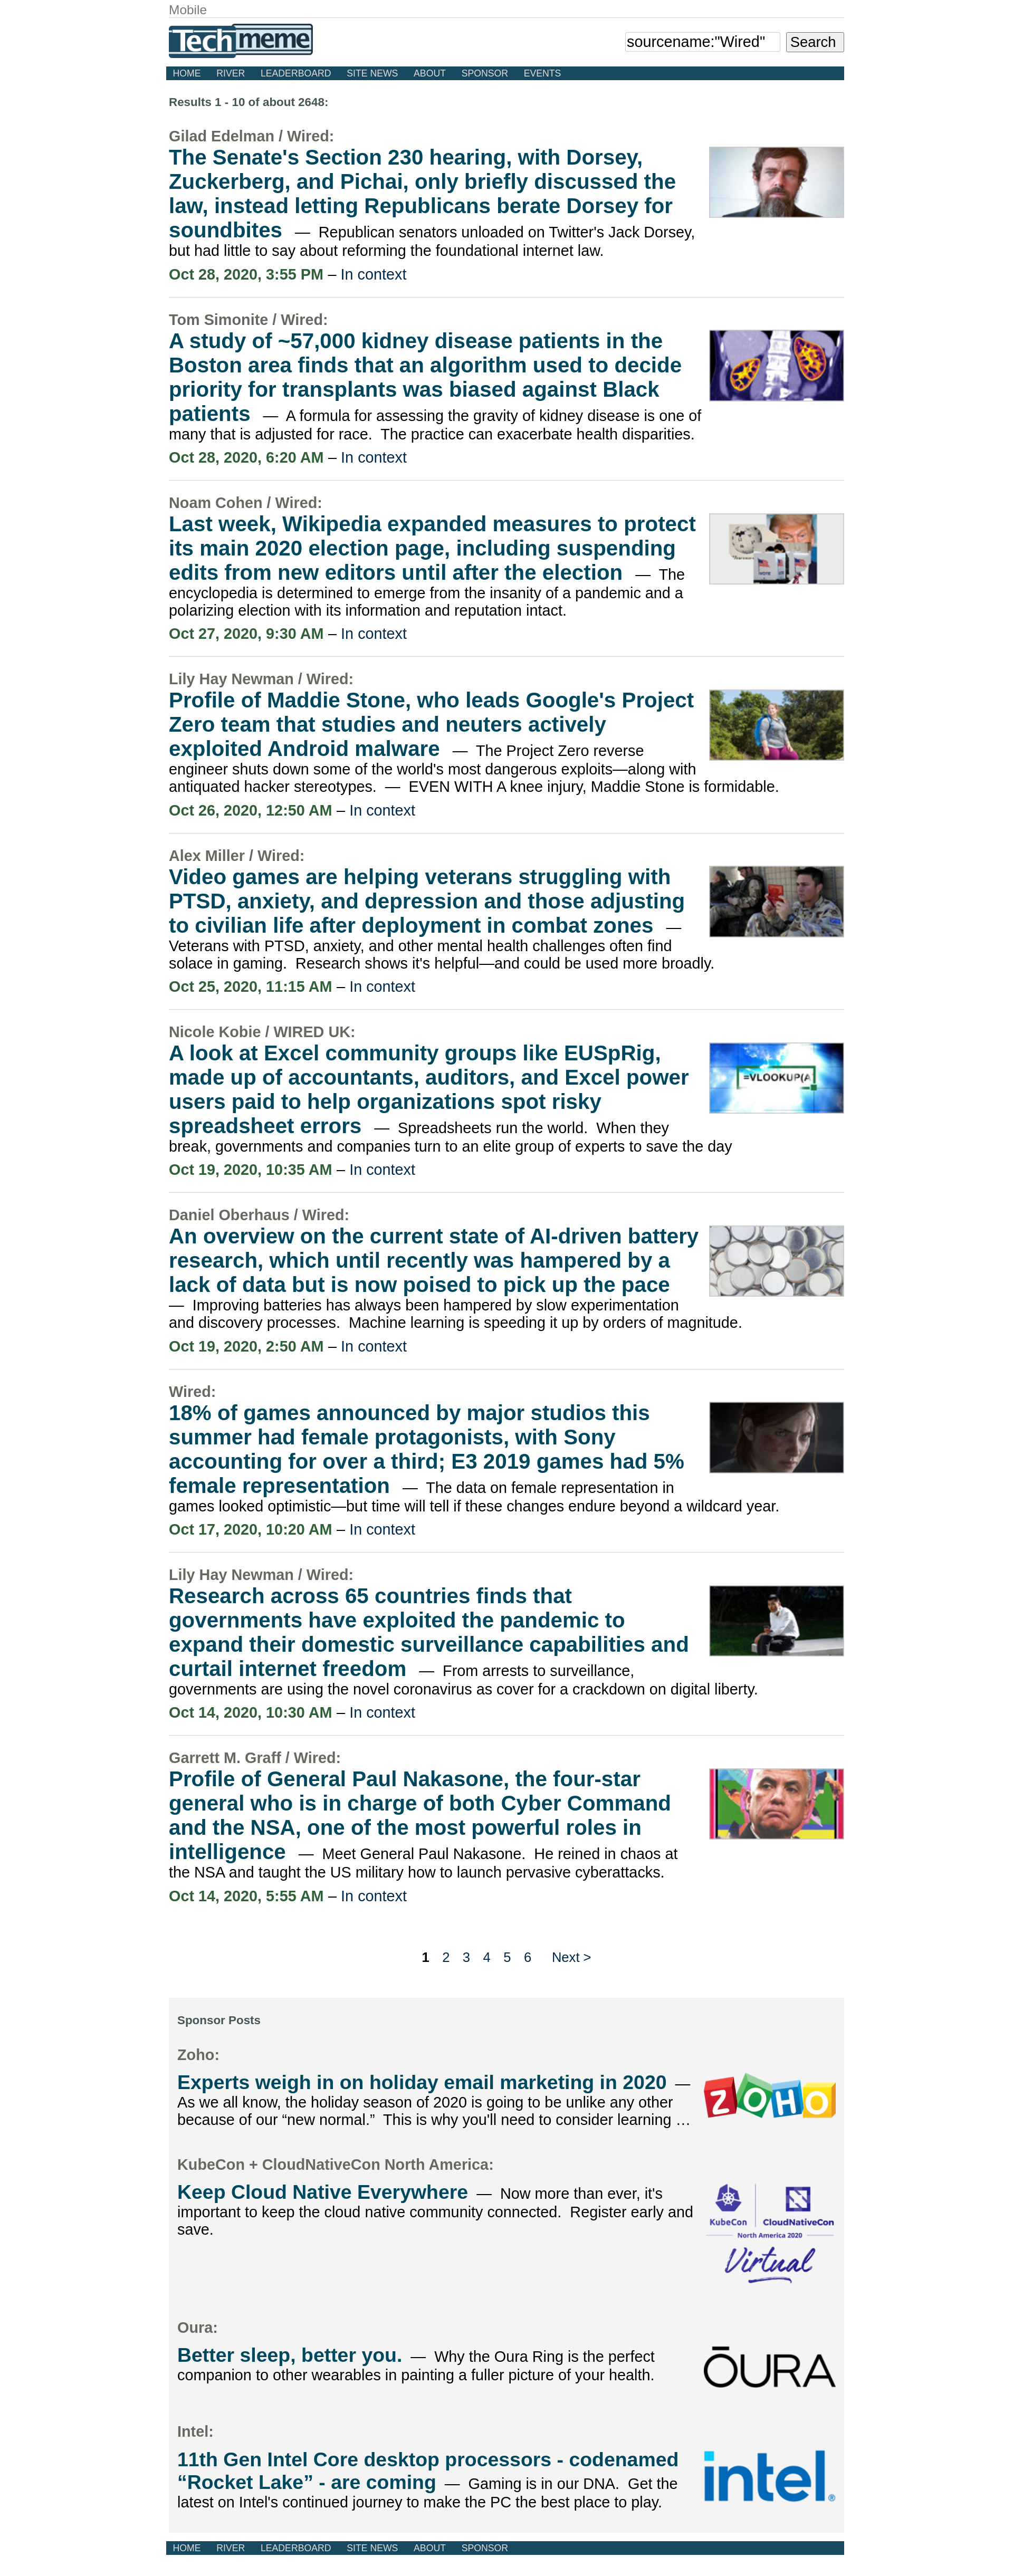 Mobile
Techmeme
sourcename:"Wired"
Search
HOME RIVER LEADERBOARD SITE NEWS ABOUT SPONSOR EVENTS
Results 1 - 10 of about 2648:
Gilad Edelman / Wired:
The Senate's Section 230 hearing, with Dorsey,
Zuckerberg, and Pichai, only briefly discussed the
law, instead letting Republicans berate Dorsey for
soundbites — Republican senators unloaded on Twitter's Jack Dorsey,
but had little to say about reforming the foundational internet law.
Oct 28, 2020, 3:55 PM – In context
Tom Simonite / Wired:
A study of ~57,000 kidney disease patients in the
Boston area finds that an algorithm used to decide
priority for transplants was biased against Black
patients — A formula for assessing the gravity of kidney disease is one of
many that is adjusted for race. The practice can exacerbate health disparities.
Oct 28, 2020, 6:20 AM – In context
Noam Cohen / Wired:
Last week, Wikipedia expanded measures to protect
its main 2020 election page, including suspending
edits from new editors until after the election — The
encyclopedia is determined to emerge from the insanity of a pandemic and a
polarizing election with its information and reputation intact.
Oct 27, 2020, 9:30 AM – In context
Lily Hay Newman / Wired:
Profile of Maddie Stone, who leads Google's Project
Zero team that studies and neuters actively
exploited Android malware — The Project Zero reverse
engineer shuts down some of the world's most dangerous exploits—along with
antiquated hacker stereotypes. — EVEN WITH A knee injury, Maddie Stone is formidable.
Oct 26, 2020, 12:50 AM – In context
Alex Miller / Wired:
Video games are helping veterans struggling with
PTSD, anxiety, and depression and those adjusting
to civilian life after deployment in combat zones —
Veterans with PTSD, anxiety, and other mental health challenges often find
solace in gaming. Research shows it's helpful—and could be used more broadly.
Oct 25, 2020, 11:15 AM – In context
Nicole Kobie / WIRED UK:
A look at Excel community groups like EUSpRig,
made up of accountants, auditors, and Excel power
users paid to help organizations spot risky
spreadsheet errors — Spreadsheets run the world. When they
break, governments and companies turn to an elite group of experts to save the day
=VLOOKUP(A
Oct 19, 2020, 10:35 AM – In context
Daniel Oberhaus / Wired:
An overview on the current state of AI-driven battery
research, which until recently was hampered by a
lack of data but is now poised to pick up the pace
— Improving batteries has always been hampered by slow experimentation
and discovery processes. Machine learning is speeding it up by orders of magnitude.
Oct 19, 2020, 2:50 AM – In context
Wired:
18% of games announced by major studios this
summer had female protagonists, with Sony
accounting for over a third; E3 2019 games had 5%
female representation — The data on female representation in
games looked optimistic—but time will tell if these changes endure beyond a wildcard year.
Oct 17, 2020, 10:20 AM – In context
Lily Hay Newman / Wired:
Research across 65 countries finds that
governments have exploited the pandemic to
expand their domestic surveillance capabilities and
curtail internet freedom — From arrests to surveillance,
governments are using the novel coronavirus as cover for a crackdown on digital liberty.
Oct 14, 2020, 10:30 AM – In context
Garrett M. Graff / Wired:
Profile of General Paul Nakasone, the four-star
general who is in charge of both Cyber Command
and the NSA, one of the most powerful roles in
intelligence — Meet General Paul Nakasone. He reined in chaos at
the NSA and taught the US military how to launch pervasive cyberattacks.
Oct 14, 2020, 5:55 AM – In context
1 2 3 4 5 6 Next >
Sponsor Posts
Zoho:
Experts weigh in on holiday email marketing in 2020 —
As we all know, the holiday season of 2020 is going to be unlike any other
because of our “new normal.” This is why you'll need to consider learning …
ZOHO
KubeCon + CloudNativeCon North America:
Keep Cloud Native Everywhere — Now more than ever, it's
important to keep the cloud native community connected. Register early and
save.
KubeCon CloudNativeCon
North America 2020
Virtual
Oura:
Better sleep, better you. — Why the Oura Ring is the perfect
companion to other wearables in painting a fuller picture of your health.
ŌURA
Intel:
11th Gen Intel Core desktop processors - codenamed
“Rocket Lake” - are coming — Gaming is in our DNA. Get the
latest on Intel's continued journey to make the PC the best place to play.
intel®
HOME RIVER LEADERBOARD SITE NEWS ABOUT SPONSOR